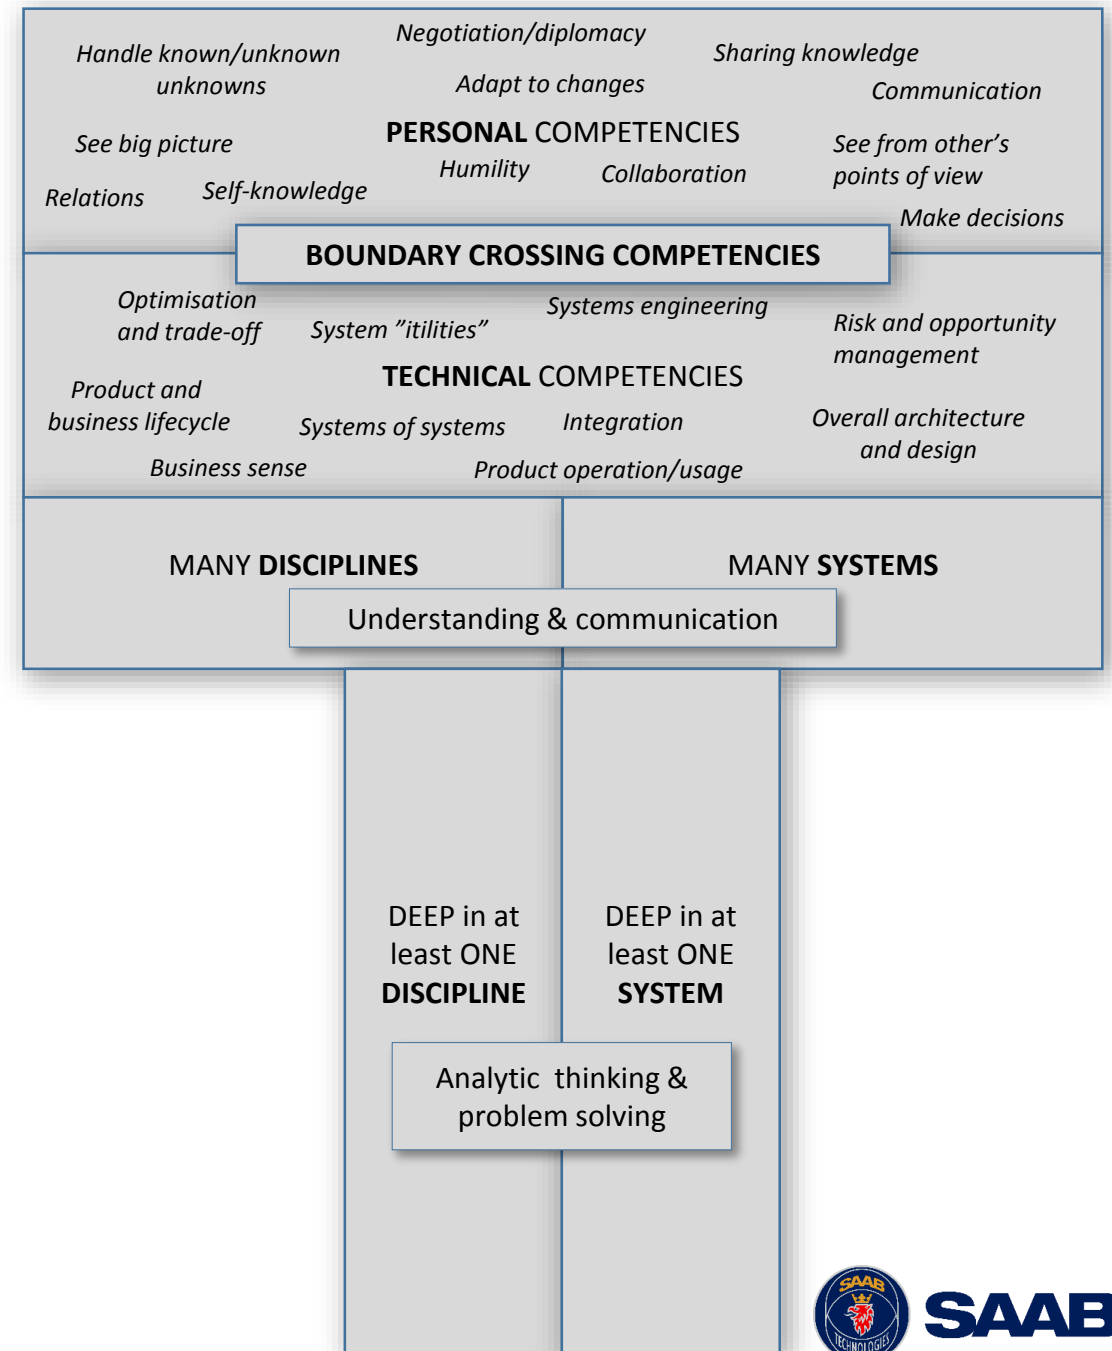 Negotiation/diplomacy
Handle known/unknown
unknowns
Sharing knowledge
Adapt to changes
Communication
PERSONAL COMPETENCIES
See big picture
See from other's
points of view
Humility
Collaboration
Relations
Self-knowledge
Make decisions
BOUNDARY CROSSING COMPETENCIES
Optimisation
and trade-off
System ”itilities”
Systems engineering
Risk and opportunity
management
TECHNICAL COMPETENCIES
Product and
business lifecycle
Systems of systems
Integration
Overall architecture
and design
Business sense
Product operation/usage
MANY DISCIPLINES
MANY SYSTEMS
Understanding & communication
DEEP in at
least ONE
DISCIPLINE
DEEP in at
least ONE
SYSTEM
Analytic thinking &
problem solving
SAAB
TECHNOLOGIES
SAAB